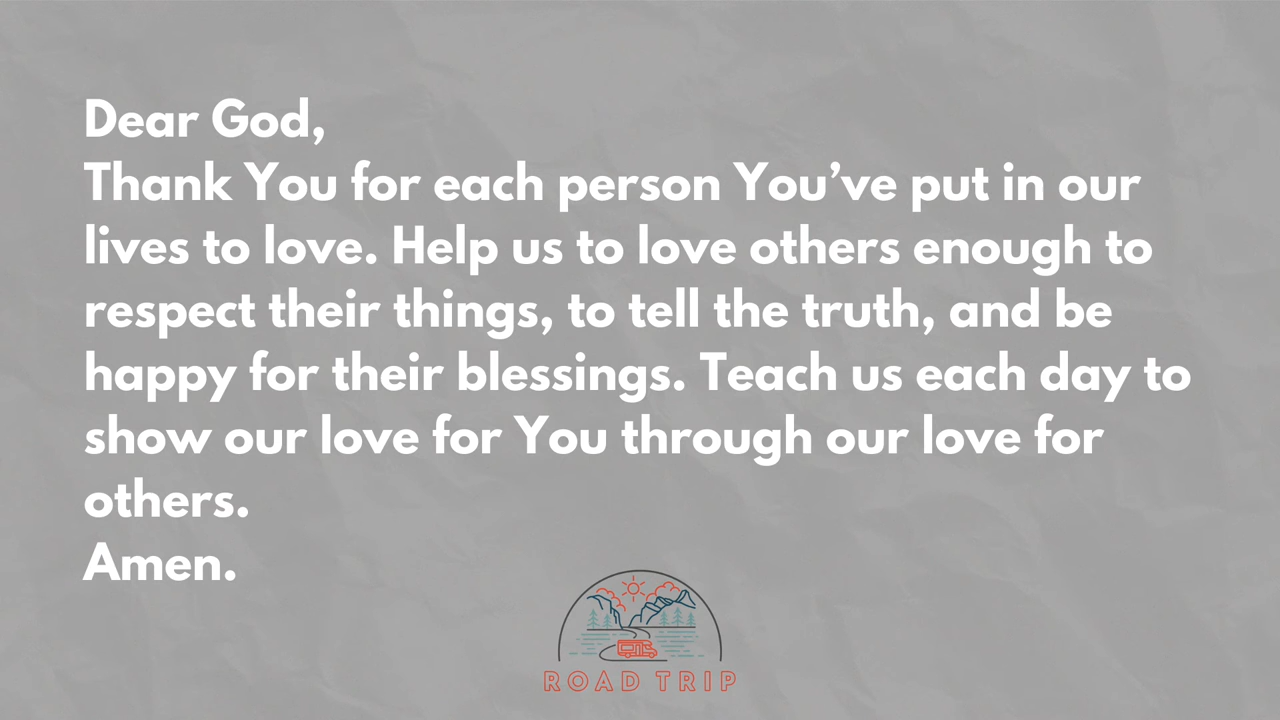 Dear God,
Thank You for each person You’ve put in our
lives to love. Help us to love others enough to
respect their things, to tell the truth, and be
happy for their blessings. Teach us each day to
show our love for You through our love for
others.
Amen.
ROAD TRIP